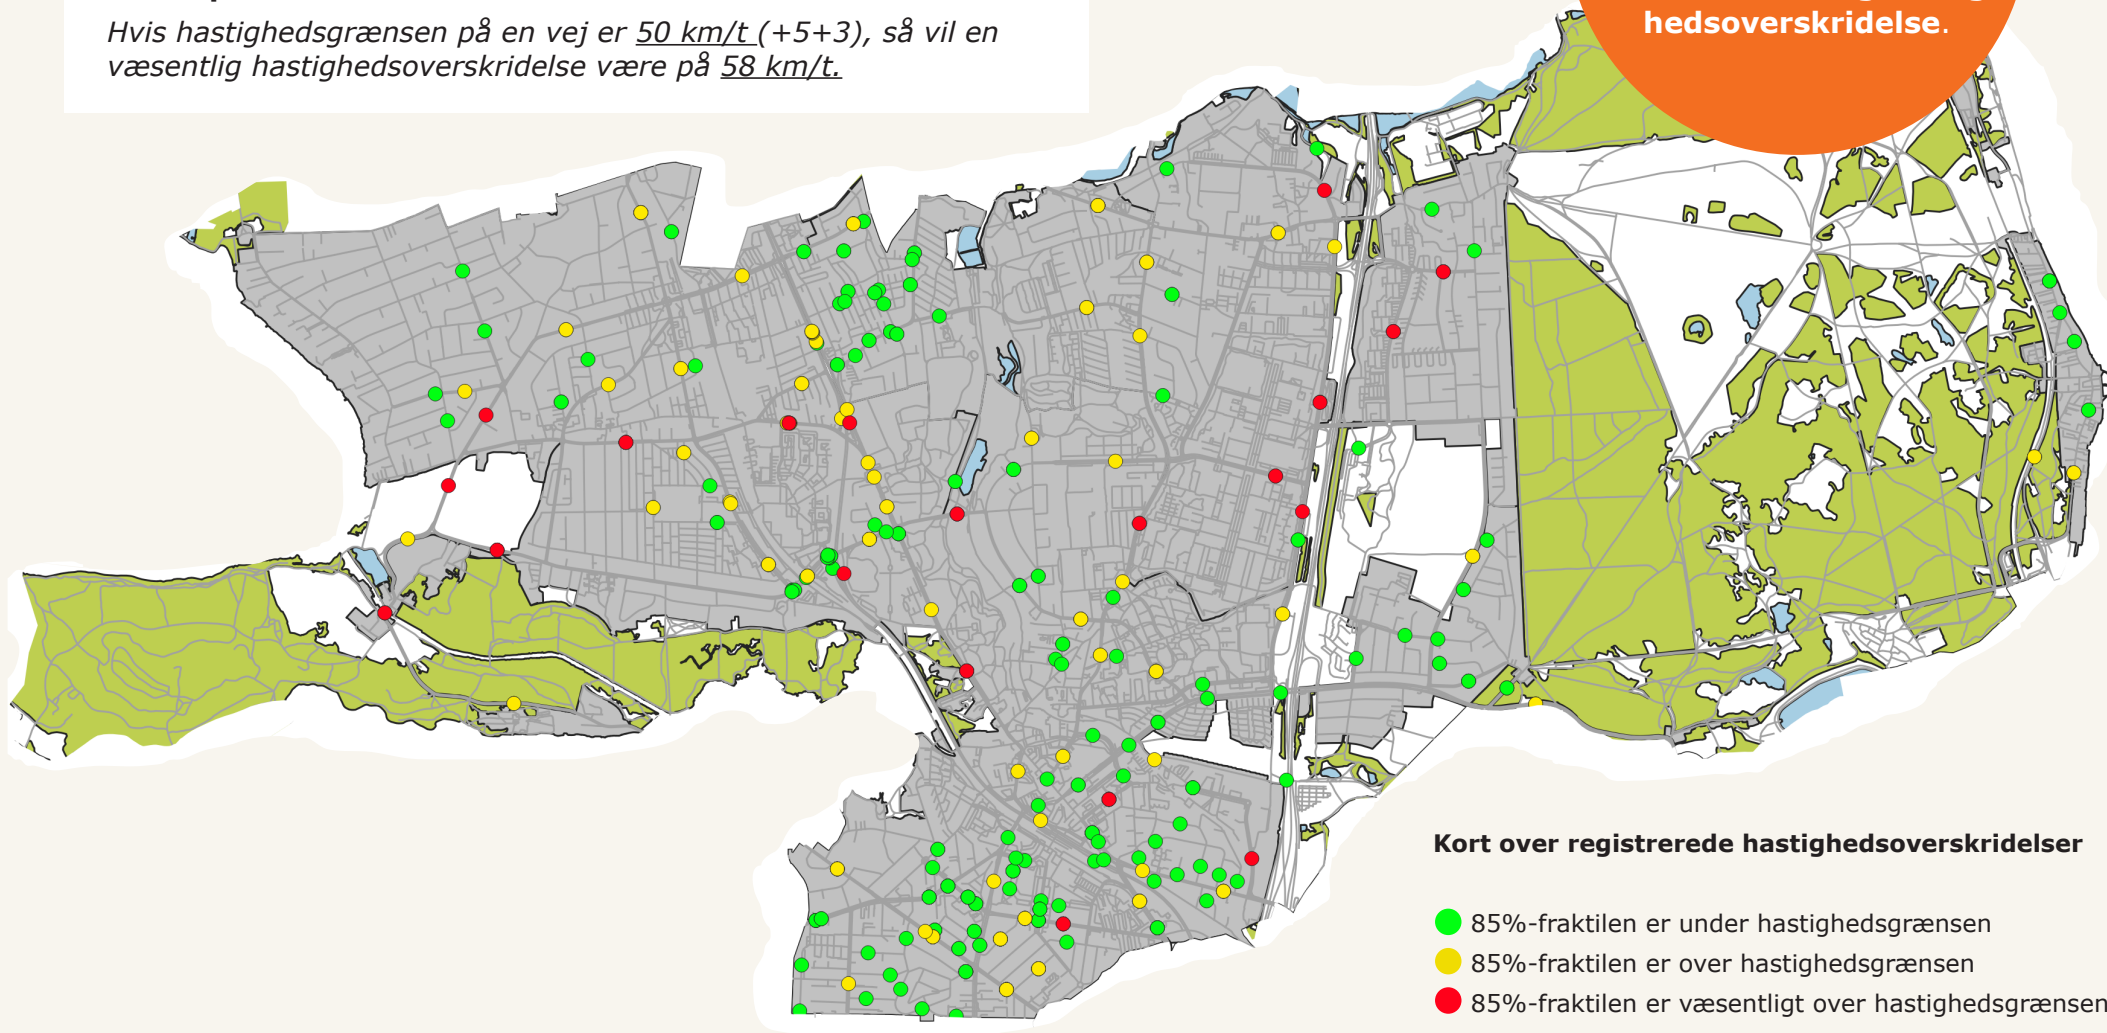 Hvis hastighedsgrænsen på en vej er 50 km/t (+5+3), så vil en
væsentlig hastighedsoverskridelse være på 58 km/t.
hedsoverskridelse.
Kort over registrerede hastighedsoverskridelser
85%-fraktilen er under hastighedsgrænsen
85%-fraktilen er over hastighedsgrænsen
85%-fraktilen er væsentligt over hastighedsgrænsen